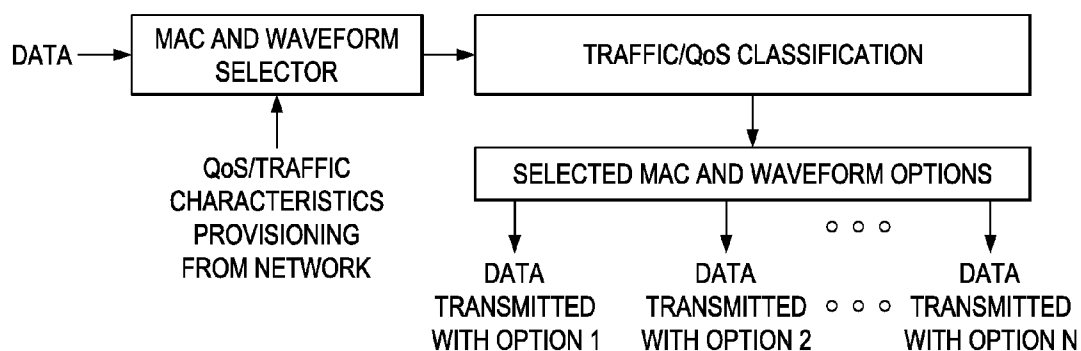 DATA
MAC AND WAVEFORM
SELECTOR
TRAFFIC/QoS CLASSIFICATION
QoS/TRAFFIC
CHARACTERISTICS
PROVISIONING
FROM NETWORK
SELECTED MAC AND WAVEFORM OPTIONS
DATA
TRANSMITTED
WITH OPTION 1
DATA
TRANSMITTED
WITH OPTION 2
DATA
TRANSMITTED
WITH OPTION N